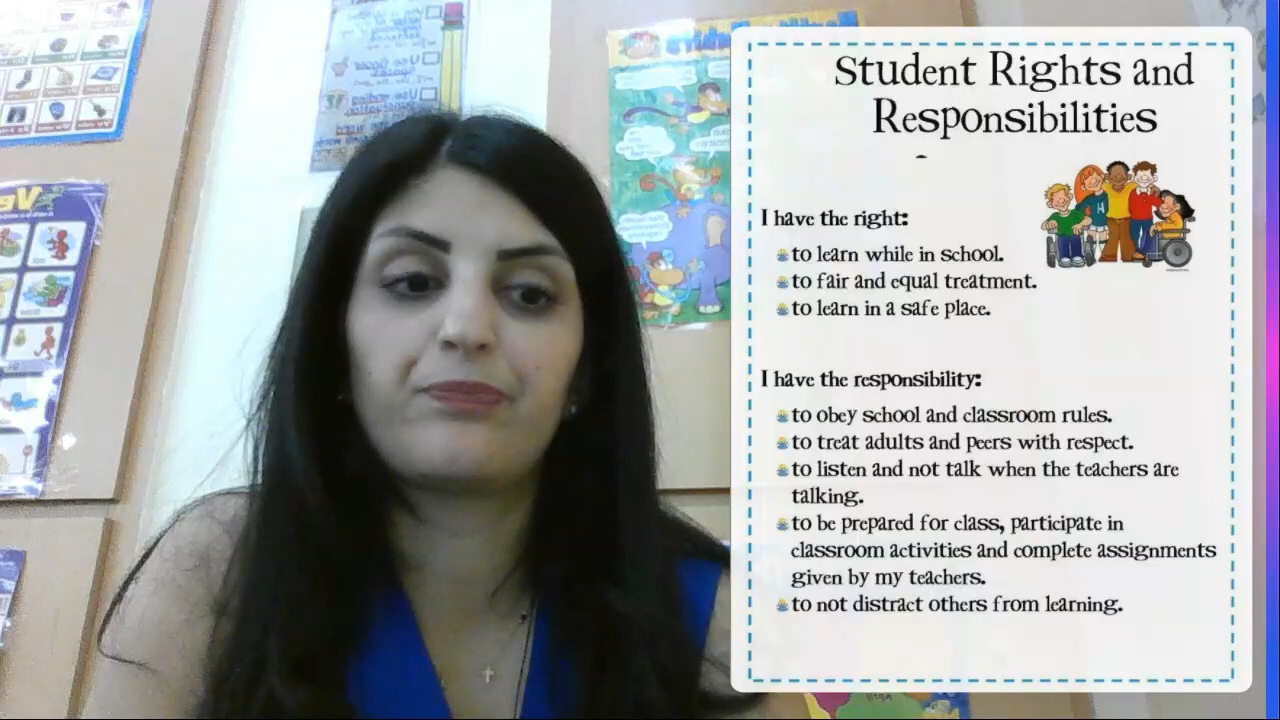 Student Rights and
Responsibilities
I have the right:
to learn while in school.
to fair and equal treatment.
to learn in a safe place.
I have the responsibility:
to obey school and classroom rules.
to treat adults and peers with respect.
to listen and not talk when the teachers are
talking.
to be prepared for class, participate in
classroom activities and complete assignments
given by my teachers.
to not distract others from learning.